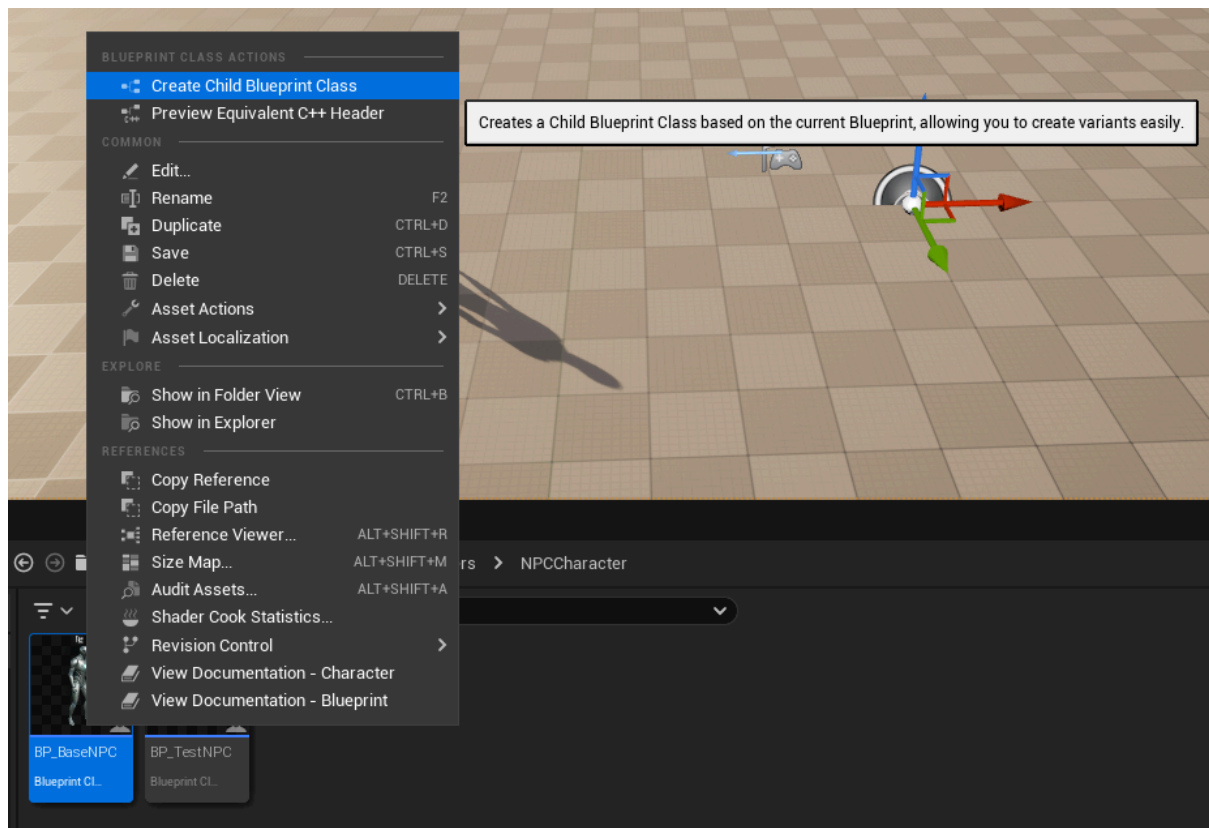 BLUEPRINT CLASS ACTIONS
Create Child Blueprint Class
Preview Equivalent C++ Header
Creates a Child Blueprint Class based on the current Blueprint, allowing you to create variants easily.
COMMON
Edit...
Rename F2
Duplicate CTRL+D
Save CTRL+S
Delete DELETE
Asset Actions
Asset Localization
EXPLORE
Show in Folder View CTRL+B
Show in Explorer
REFERENCES
Copy Reference
Copy File Path
Reference Viewer... ALT+SHIFT+R
Size Map... ALT+SHIFT+M
rs > NPCCharacter
Audit Assets... ALT+SHIFT+A
Shader Cook Statistics...
Revision Control
View Documentation - Character
View Documentation - Blueprint
BP_BaseNPC BP_TestNPC
Blueprint Cl... Blueprint Cl...